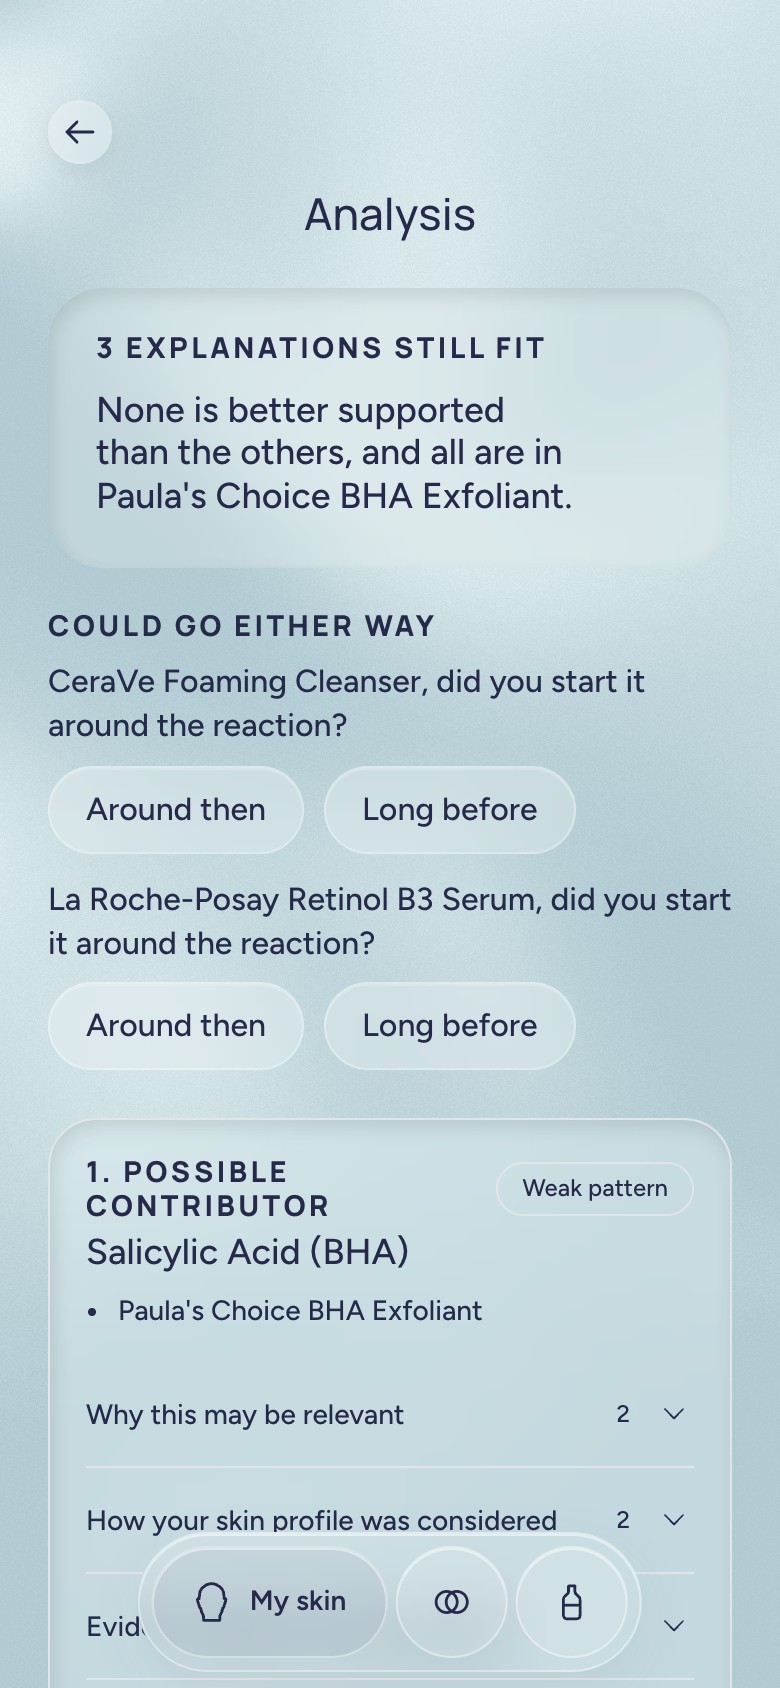 Analysis
3 EXPLANATIONS STILL FIT
None is better supported
than the others, and all are in
Paula's Choice BHA Exfoliant.
COULD GO EITHER WAY
CeraVe Foaming Cleanser, did you start it
around the reaction?
Around then
Long before
La Roche-Posay Retinol B3 Serum, did you start
it around the reaction?
Around then
Long before
1. POSSIBLE
CONTRIBUTOR
Weak pattern
Salicylic Acid (BHA)
• Paula's Choice BHA Exfoliant
Why this may be relevant 2
How your skin profile was considered 2
My skin